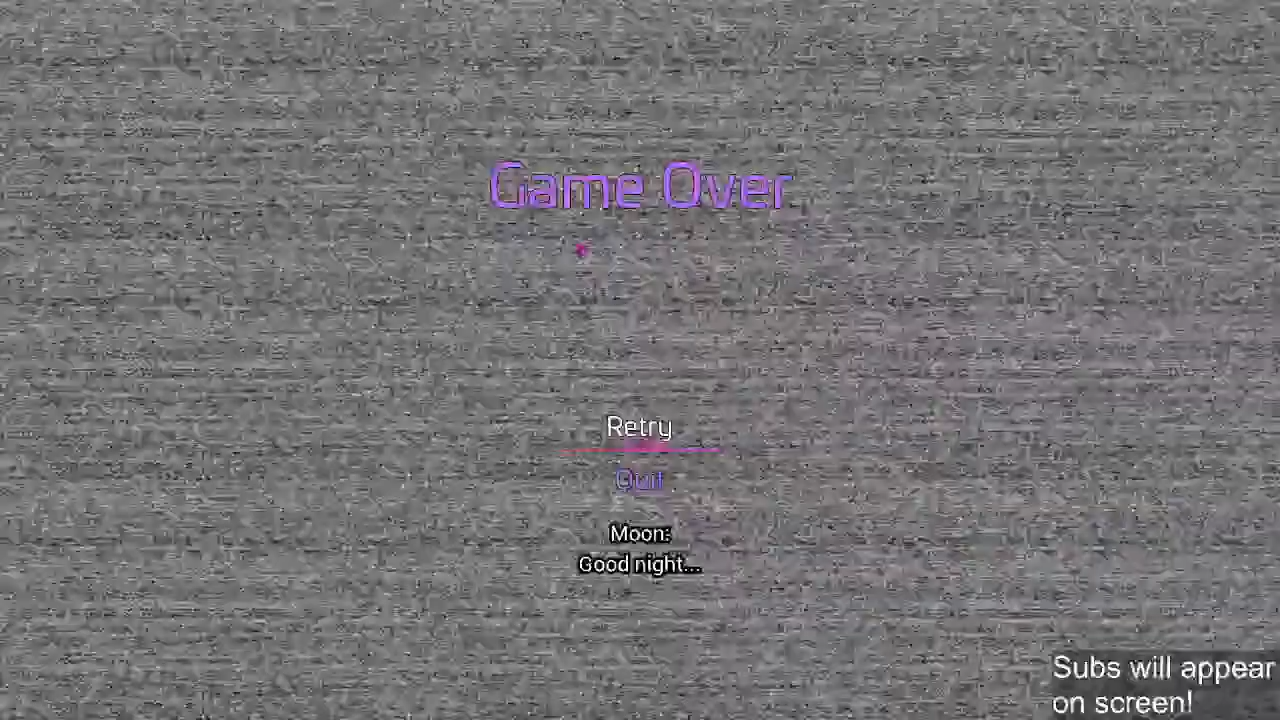 Game Over
Retry
Quit
Moon:
Good night...
Subs will appear
on screen!